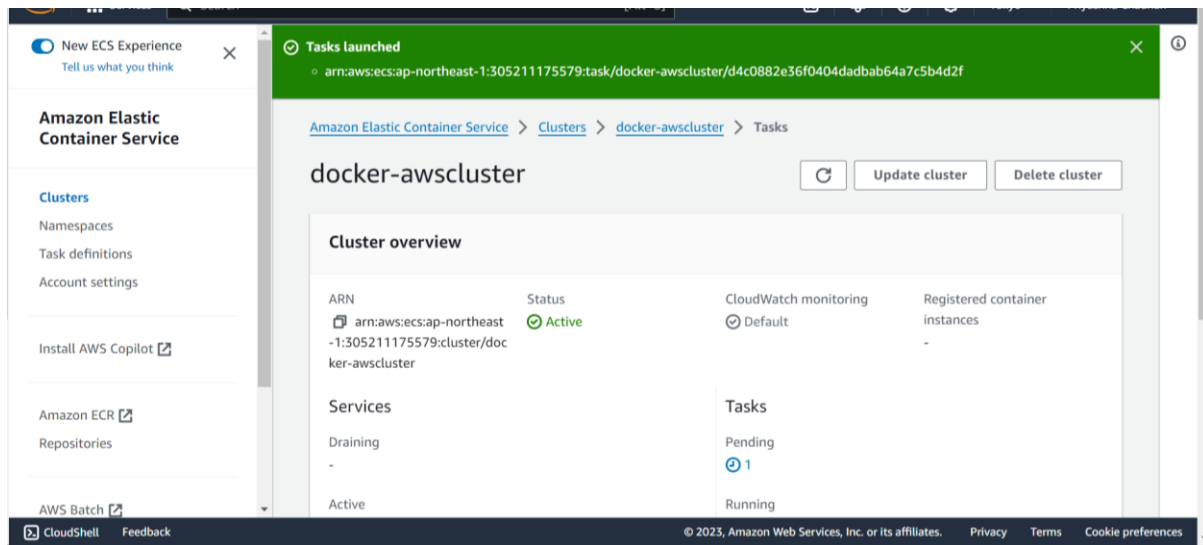 New ECS Experience
Tell us what you think
Amazon Elastic
Container Service
Clusters
Namespaces
Task definitions
Account settings
Install AWS Copilot
Amazon ECR
Repositories
AWS Batch
Tasks launched
arn:aws:ecs:ap-northeast-1:305211175579:task/docker-awscluster/d4c0882e36f0404dadbab64a7c5b4d2f
Amazon Elastic Container Service > Clusters > docker-awscluster > Tasks
docker-awscluster
Update cluster
Delete cluster
Cluster overview
ARN
arn:aws:ecs:ap-northeast
-1:305211175579:cluster/doc
ker-awscluster
Status
Active
CloudWatch monitoring
Default
Registered container
instances
-
Services
Draining
-
Active
Tasks
Pending
1
Running
CloudShell
Feedback
© 2023, Amazon Web Services, Inc. or its affiliates.
Privacy
Terms
Cookie preferences